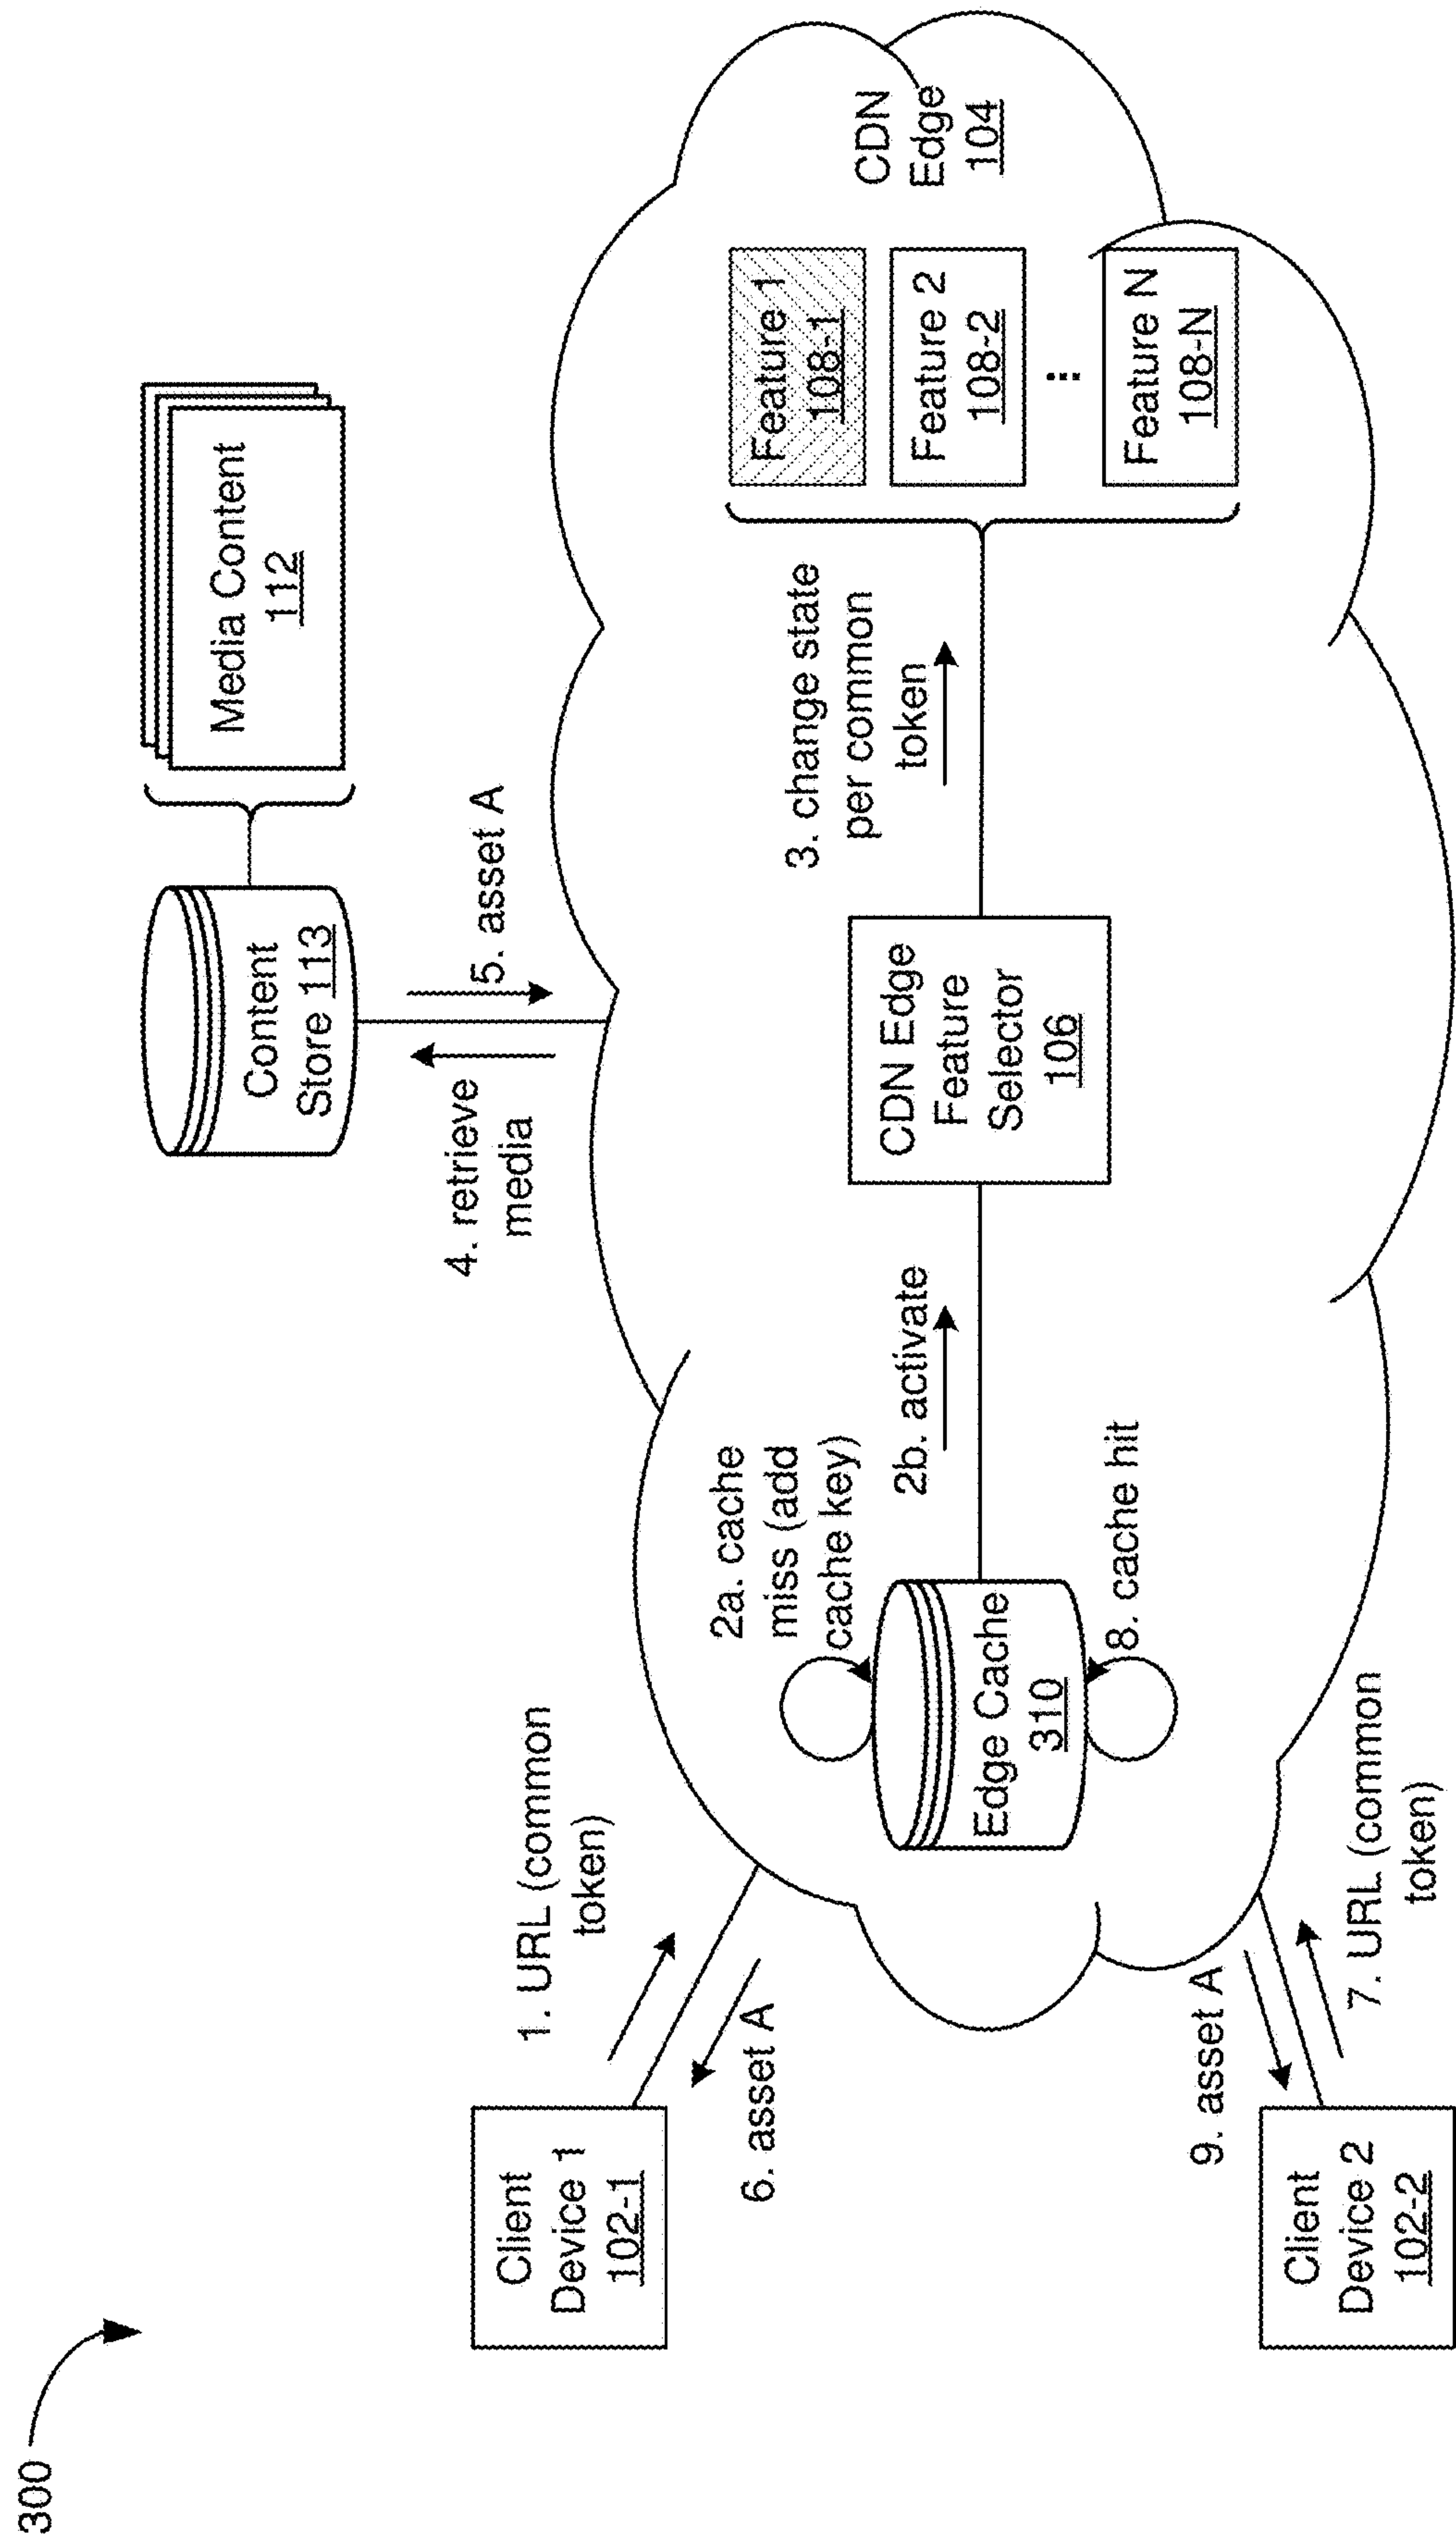 300
Content
Store 113
Media Content
112
4. retrieve
media
5. asset A
Client
Device 1
102-1
1. URL (common
token)
6. asset A
2a. cache
miss (add
cache key)
Edge Cache
310
8. cache hit
2b. activate
CDN Edge
Feature
Selector
106
3. change state
per common
token
Feature 1
108-1
Feature 2
108-2
...
Feature N
108-N
CDN
Edge
104
Client
Device 2
102-2
9. asset A
7. URL (common
token)